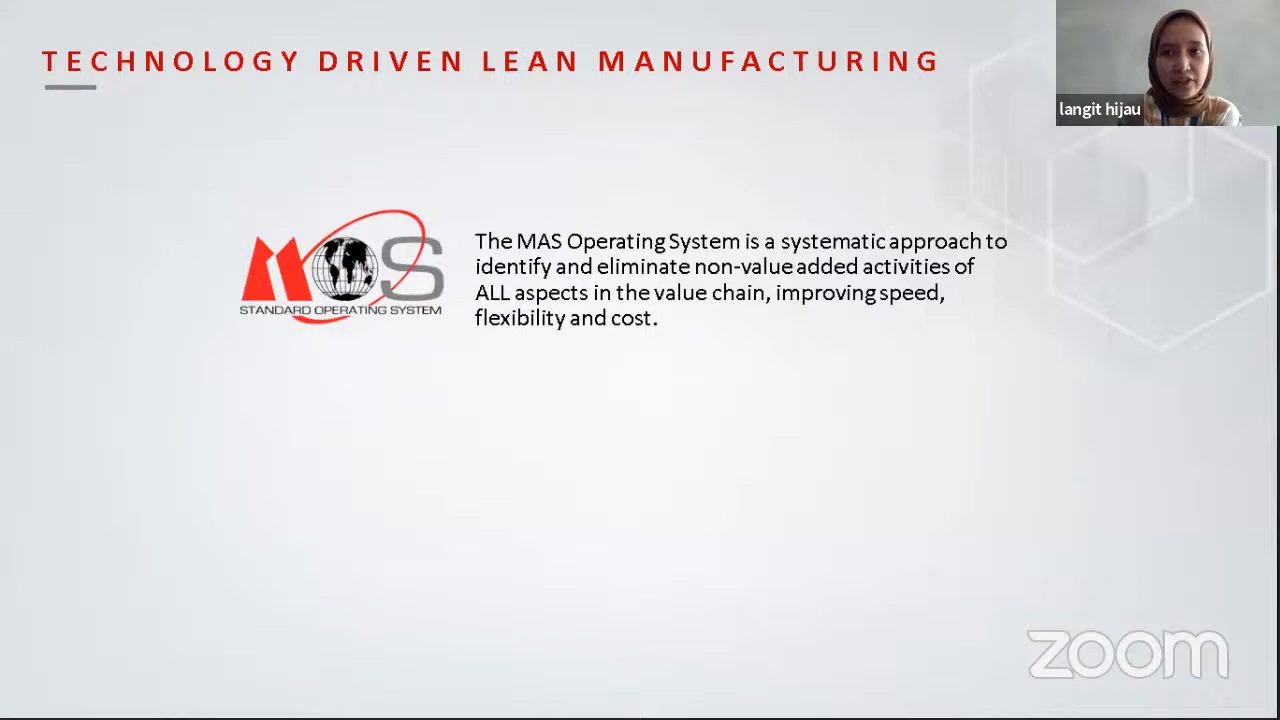 TECHNOLOGY DRIVEN LEAN MANUFACTURING
langit hijau
MOS
STANDARD OPERATING SYSTEM
The MAS Operating System is a systematic approach to
identify and eliminate non-value added activities of
ALL aspects in the value chain, improving speed,
flexibility and cost.
zoom